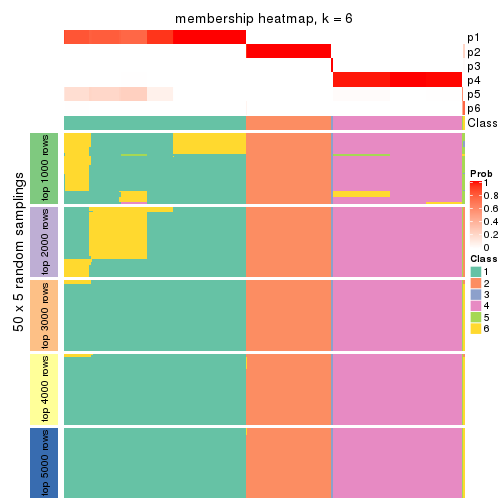 membership heatmap, k = 6
p1
p2
p3
p4
p5
p6
Class
50 x 5 random samplings
top 1000 rows
top 2000 rows
top 3000 rows
top 4000 rows
top 5000 rows
Prob
1
0.8
0.6
0.4
0.2
0
Class
1
2
3
4
5
6